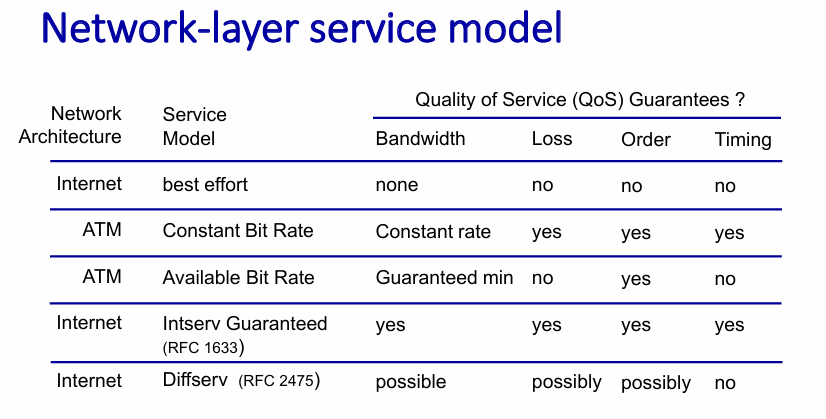 Network-layer service model
Quality of Service (QoS) Guarantees ?
Network Architecture Service Model Bandwidth Loss Order Timing
Internet best effort none no no no
ATM Constant Bit Rate Constant rate yes yes yes
ATM Available Bit Rate Guaranteed min no yes no
Internet Intserv Guaranteed (RFC 1633) yes yes yes yes
Internet Diffserv (RFC 2475) possible possibly possibly no